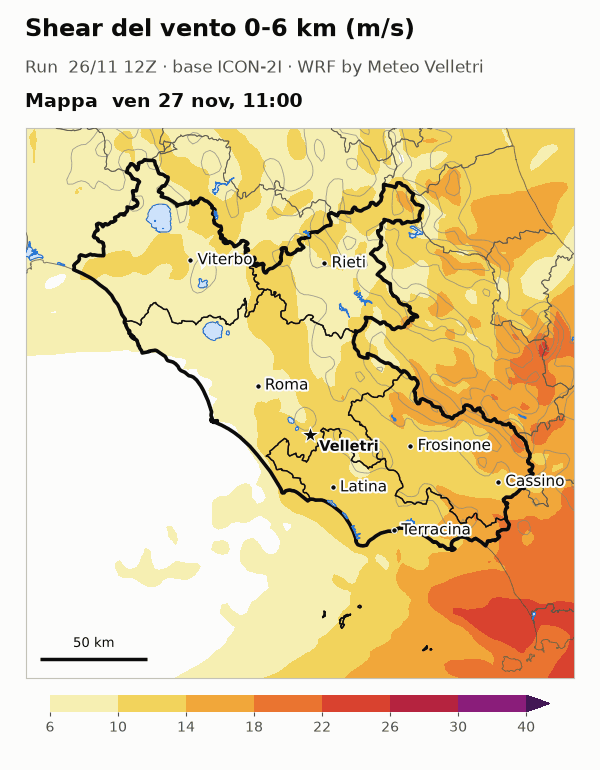 Shear del vento 0-6 km (m/s)
Run  26/11 12Z · base ICON-2I · WRF by Meteo Velletri
Mappa  ven 27 nov, 11:00
Viterbo
Rieti
Roma
Velletri
Frosinone
Cassino
Latina
Terracina
50 km
6 10 14 18 22 26 30 40